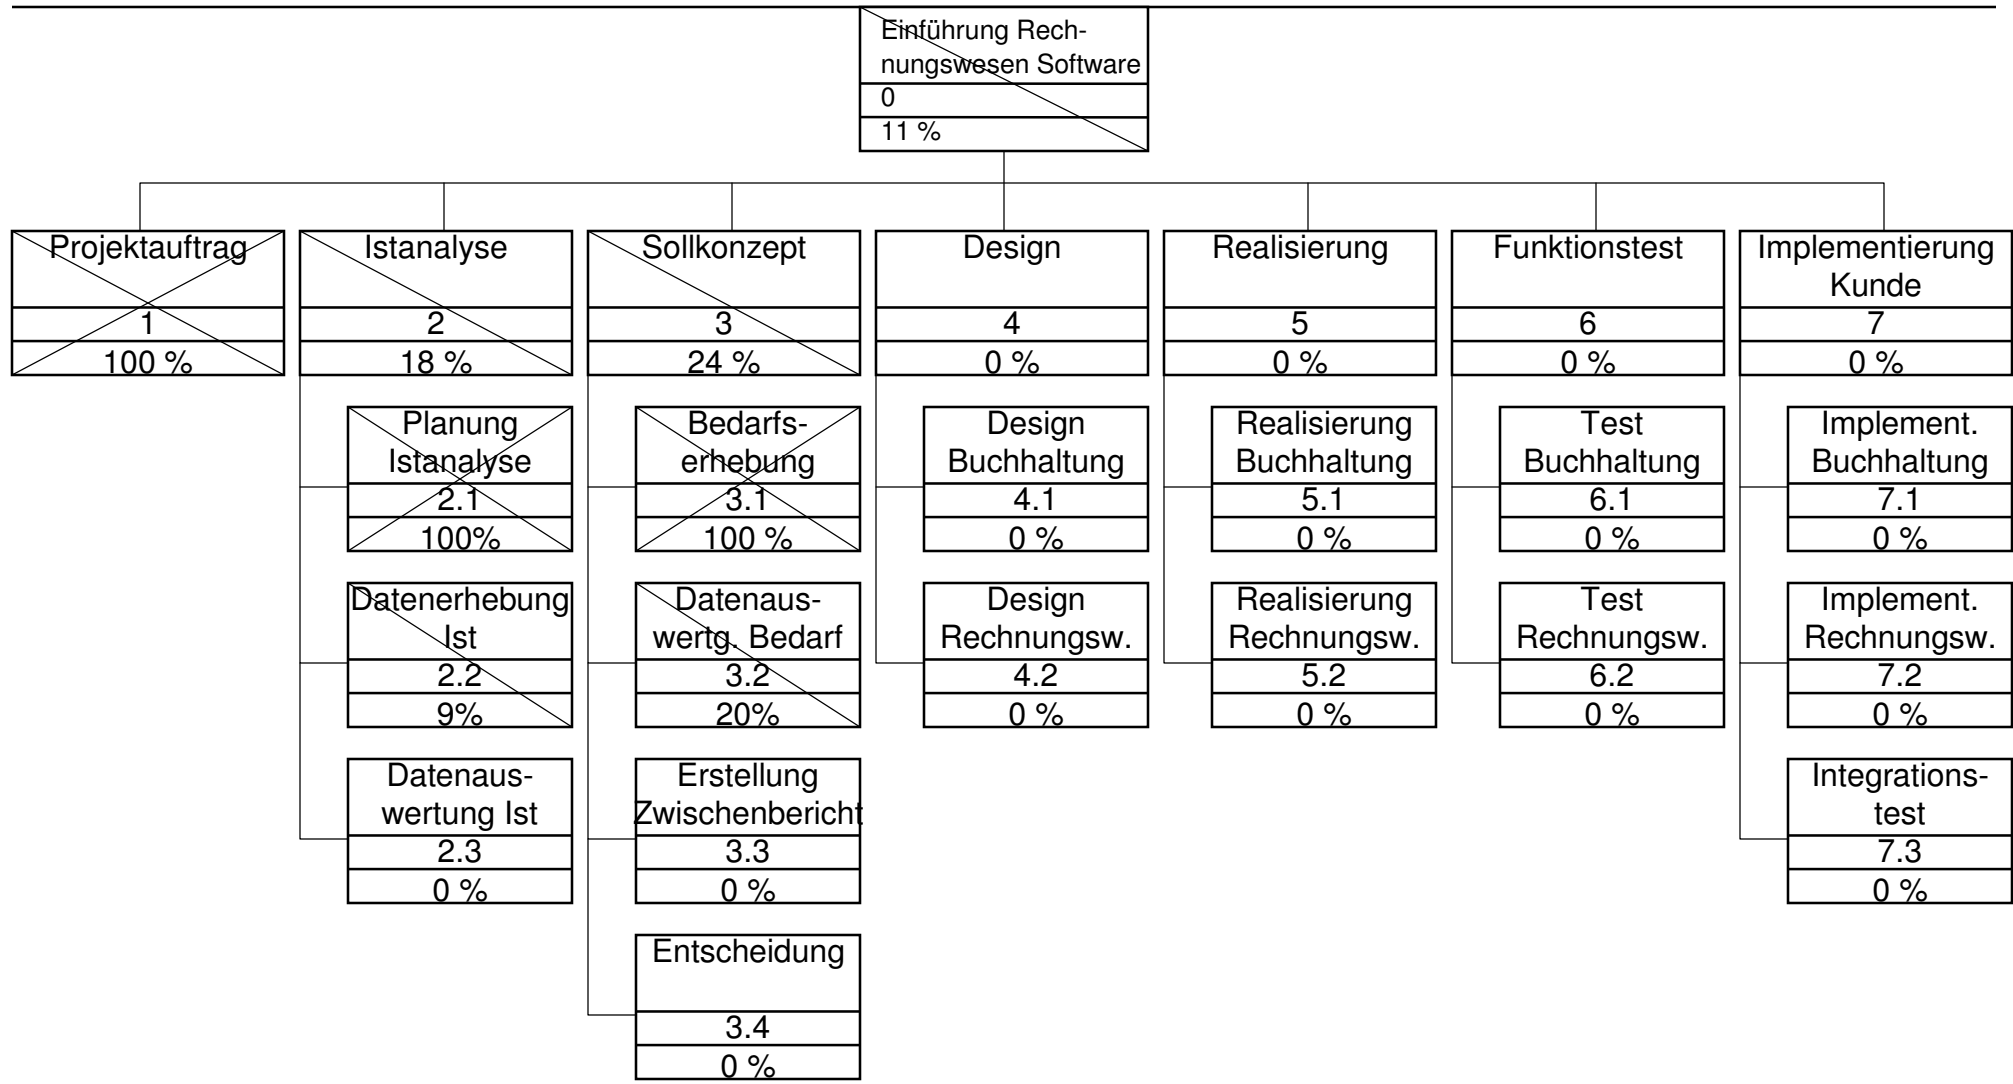 Einführung Rech-
nungswesen Software
0
11 %
Projektauftrag
1
100 %
Istanalyse
2
18 %
Sollkonzept
3
24 %
Design
4
0 %
Realisierung
5
0 %
Funktionstest
6
0 %
Implementierung
Kunde
7
0 %
Planung
Istanalyse
2.1
100%
Datenerhebung
Ist
2.2
9%
Datenaus-
wertung Ist
2.3
0 %
Bedarfs-
erhebung
3.1
100 %
Datenaus-
wertg. Bedarf
3.2
20%
Erstellung
Zwischenbericht
3.3
0 %
Entscheidung
3.4
0 %
Design
Buchhaltung
4.1
0 %
Design
Rechnungsw.
4.2
0 %
Realisierung
Buchhaltung
5.1
0 %
Realisierung
Rechnungsw.
5.2
0 %
Test
Buchhaltung
6.1
0 %
Test
Rechnungsw.
6.2
0 %
Implement.
Buchhaltung
7.1
0 %
Implement.
Rechnungsw.
7.2
0 %
Integrations-
test
7.3
0 %